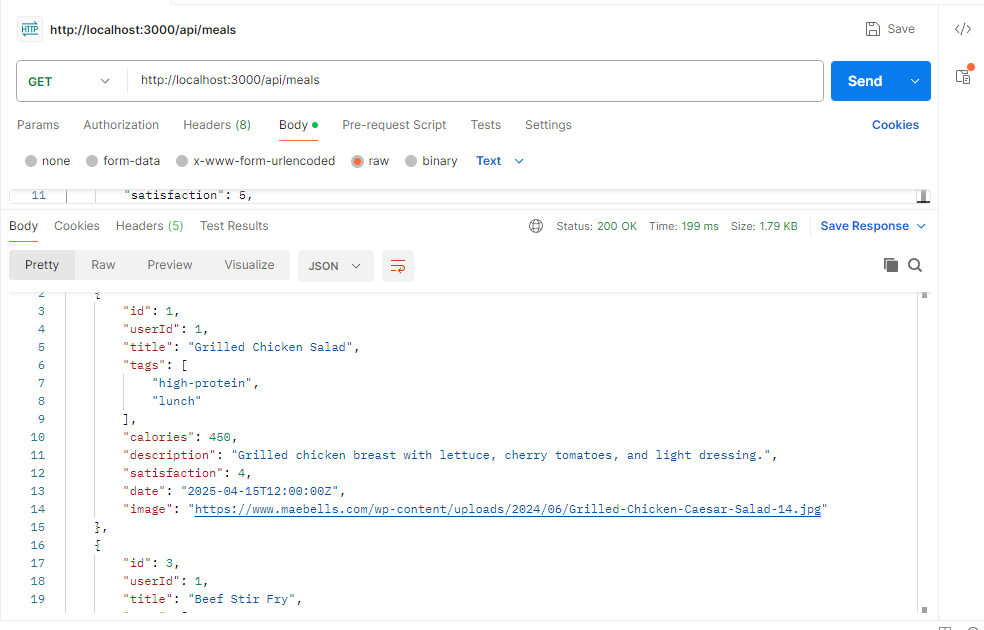 HTTP http://localhost:3000/api/meals Save
GET http://localhost:3000/api/meals Send
Params Authorization Headers (8) Body Pre-request Script Tests Settings Cookies
none form-data x-www-form-urlencoded raw binary Text
11 "satisfaction": 5,
Body Cookies Headers (5) Test Results Status: 200 OK Time: 199 ms Size: 1.79 KB Save Response
Pretty Raw Preview Visualize JSON
2 {
3 "id": 1,
4 "userId": 1,
5 "title": "Grilled Chicken Salad",
6 "tags": [
7 "high-protein",
8 "lunch"
9 ],
10 "calories": 450,
11 "description": "Grilled chicken breast with lettuce, cherry tomatoes, and light dressing.",
12 "satisfaction": 4,
13 "date": "2025-04-15T12:00:00Z",
14 "image": "https://www.maebells.com/wp-content/uploads/2024/06/Grilled-Chicken-Caesar-Salad-14.jpg"
15 },
16 {
17 "id": 3,
18 "userId": 1,
19 "title": "Beef Stir Fry",